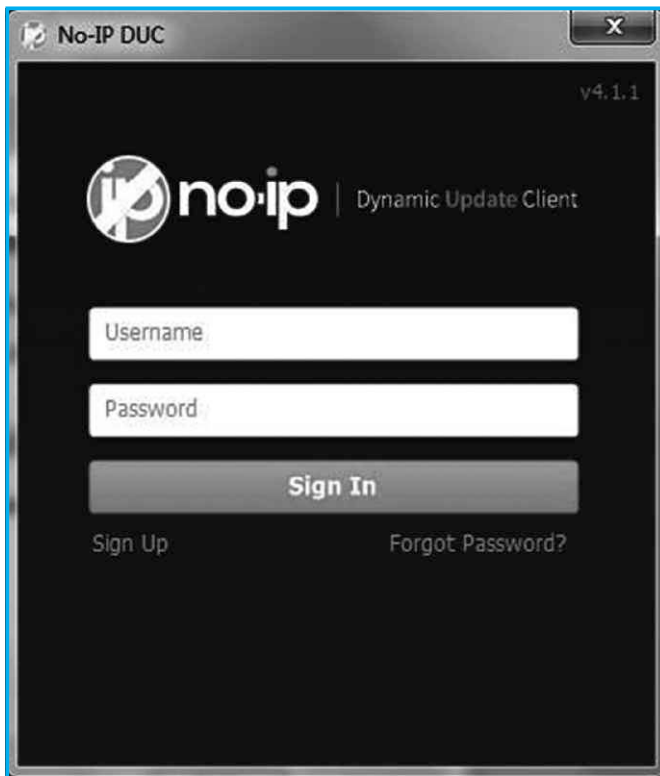 No-IP DUC
x
v4.1.1
ip no·ip | Dynamic Update Client
Username
Password
Sign In
Sign Up Forgot Password?